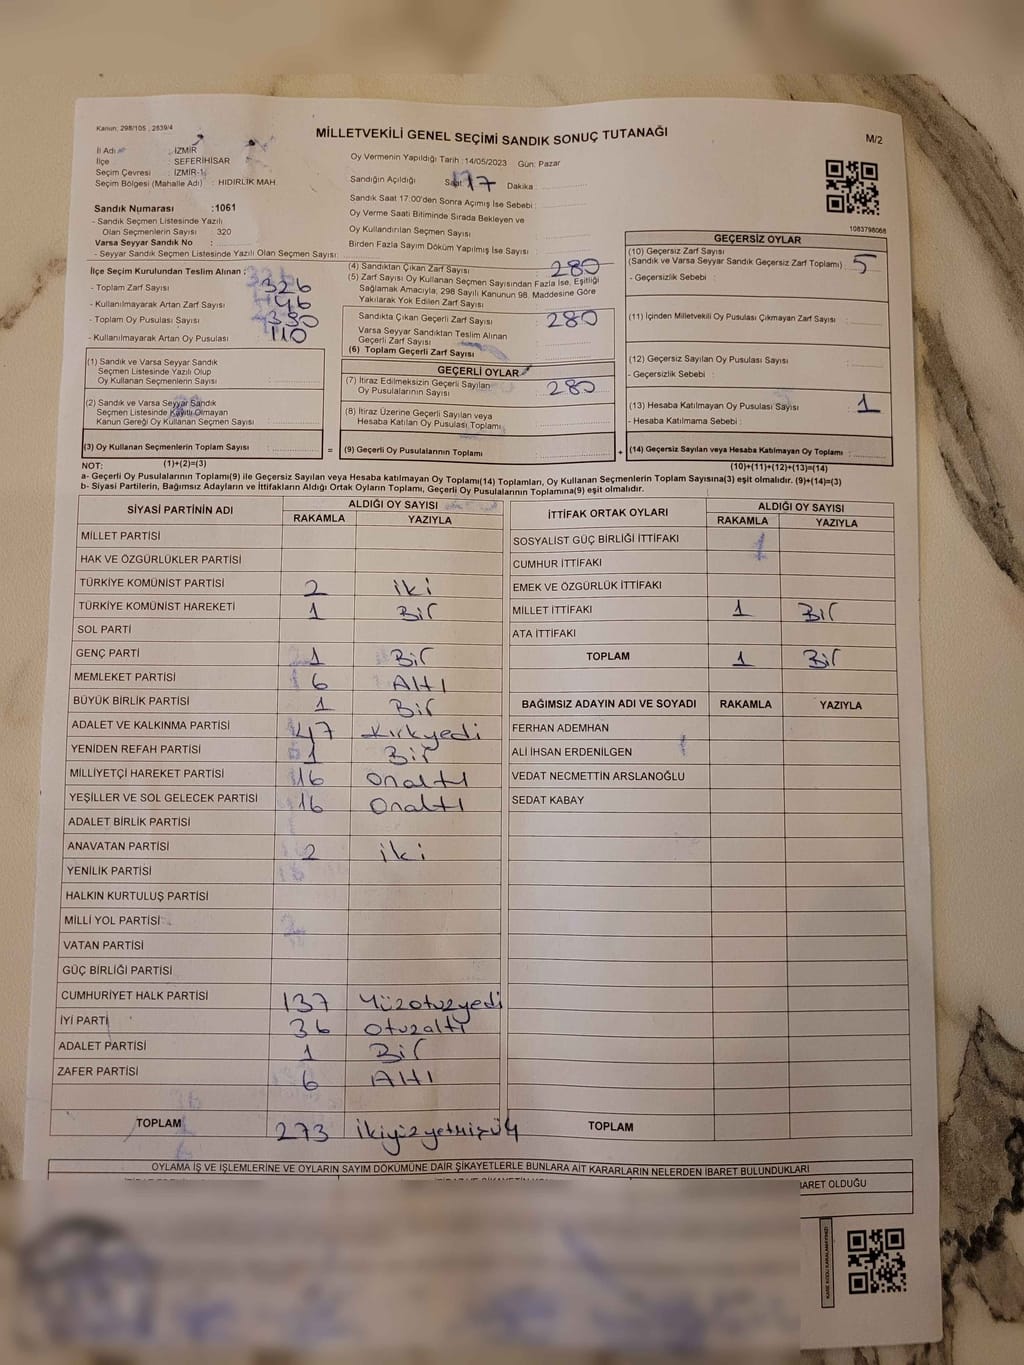 Kanun: 298/105 , 2839/4
MİLLETVEKİLİ GENEL SEÇİMİ SANDIK SONUÇ TUTANAĞI
M/2
İl Adı : İZMİR
İlçe : SEFERİHİSAR
Seçim Çevresi : İZMİR-1
Seçim Bölgesi (Mahalle Adı) : HIDIRLIK MAH.
Sandık Numarası :1061
- Sandık Seçmen Listesinde Yazılı
Olan Seçmenlerin Sayısı : 320
Varsa Seyyar Sandık No :
- Seyyar Sandık Seçmen Listesinde Yazılı Olan Seçmen Sayısı :
İlçe Seçim Kurulundan Teslim Alınan :
- Toplam Zarf Sayısı : 326
- Kullanılmayarak Artan Zarf Sayısı : 46
- Toplam Oy Pusulası Sayısı :
- Kullanılmayarak Artan Oy Pusulası : 110
(1) Sandık ve Varsa Seyyar Sandık
Seçmen Listesinde Yazılı Olup
Oy Kullanan Seçmenlerin Sayısı :
(2) Sandık ve Varsa Seyyar Sandık
Seçmen Listesinde Kayıtlı Olmayan
Kanun Gereği Oy Kullanan Seçmen Sayısı :
(3) Oy Kullanan Seçmenlerin Toplam Sayısı :
Oy Vermenin Yapıldığı Tarih :14/05/2023 Gün: Pazar
Sandığın Açıldığı Saat 17 Dakika :
Sandık Saat 17:00'den Sonra Açımış İse Sebebi :
Oy Verme Saati Bitiminde Sırada Bekleyen ve
Oy Kullandırılan Seçmen Sayısı :
Birden Fazla Sayım Döküm Yapılmış İse Sayısı :
(4) Sandıktan Çıkan Zarf Sayısı : 280
(5) Zarf Sayısı Oy Kullanan Seçmen Sayısından Fazla İse, Eşitliği
Sağlamak Amacıyla; 298 Sayılı Kanunun 98. Maddesine Göre
Yakılarak Yok Edilen Zarf Sayısı :
Sandıkta Çıkan Geçerli Zarf Sayısı : 280
Varsa Seyyar Sandıktan Teslim Alınan
Geçerli Zarf Sayısı :
(6) Toplam Geçerli Zarf Sayısı :
GEÇERLİ OYLAR
(7) İtiraz Edilmeksizin Geçerli Sayılan
Oy Pusulalarının Sayısı : 280
(8) İtiraz Üzerine Geçerli Sayılan veya
Hesaba Katılan Oy Pusulası Toplamı :
= (9) Geçerli Oy Pusulalarının Toplamı :
1083798068
GEÇERSİZ OYLAR
(10) Geçersiz Zarf Sayısı
(Sandık ve Varsa Seyyar Sandık Geçersiz Zarf Toplamı) : 5
- Geçersizlik Sebebi :
(11) İçinden Milletvekili Oy Pusulası Çıkmayan Zarf Sayısı :
(12) Geçersiz Sayılan Oy Pusulası Sayısı :
- Geçersizlik Sebebi :
(13) Hesaba Katılmayan Oy Pusulası Sayısı : 1
- Hesaba Katılmama Sebebi :
+ (14) Geçersiz Sayılan veya Hesaba Katılmayan Oy Toplamı :
NOT: (1)+(2)=(3) (10)+(11)+(12)+(13)=(14)
a- Geçerli Oy Pusulalarının Toplamı(9) ile Geçersiz Sayılan veya Hesaba katılmayan Oy Toplamı(14) Toplamları, Oy Kullanan Seçmenlerin Toplam Sayısına(3) eşit olmalıdır. (9)+(14)=(3)
b- Siyasi Partilerin, Bağımsız Adayların ve İttifakların Aldığı Oyların Toplamı, Geçerli Oy Pusulalarının Toplamına(9) eşit olmalıdır.
SİYASİ PARTİNİN ADI ALDIĞI OY SAYISI
RAKAMLA YAZIYLA
MİLLET PARTİSİ
HAK VE ÖZGÜRLÜKLER PARTİSİ
TÜRKİYE KOMÜNİST PARTİSİ 2 iki
TÜRKİYE KOMÜNİST HAREKETİ 1 Bir
SOL PARTİ
GENÇ PARTİ 1 Bir
MEMLEKET PARTİSİ 6 Altı
BÜYÜK BİRLİK PARTİSİ 1 Bir
ADALET VE KALKINMA PARTİSİ 47 Kırkyedi
YENİDEN REFAH PARTİSİ 1 Bir
MİLLİYETÇİ HAREKET PARTİSİ 16 Onaltı
YEŞİLLER VE SOL GELECEK PARTİSİ 16 Onaltı
ADALET BİRLİK PARTİSİ
ANAVATAN PARTİSİ 2 iki
YENİLİK PARTİSİ
HALKIN KURTULUŞ PARTİSİ
MİLLİ YOL PARTİSİ
VATAN PARTİSİ
GÜÇ BİRLİĞİ PARTİSİ
CUMHURİYET HALK PARTİSİ 137 Yüzotuzyedi
İYİ PARTİ 36 Otuzaltı
ADALET PARTİSİ 1 Bir
ZAFER PARTİSİ 6 Altı
TOPLAM 273
İTTİFAK ORTAK OYLARI ALDIĞI OY SAYISI
RAKAMLA YAZIYLA
SOSYALİST GÜÇ BİRLİĞİ İTTİFAKI
CUMHUR İTTİFAKI
EMEK VE ÖZGÜRLÜK İTTİFAKI
MİLLET İTTİFAKI 1 Bir
ATA İTTİFAKI
TOPLAM 1 Bir
BAĞIMSIZ ADAYIN ADI VE SOYADI RAKAMLA YAZIYLA
FERHAN ADEMHAN
ALİ İHSAN ERDENİLGEN
VEDAT NECMETTİN ARSLANOĞLU
SEDAT KABAY
TOPLAM
OYLAMA İŞ VE İŞLEMLERİNE VE OYLARIN SAYIM DÖKÜMÜNE DAİR ŞİKAYETLERLE BUNLARA AİT KARARLARIN NELERDEN İBARET BULUNDUKLARI
BARET OLDUĞU